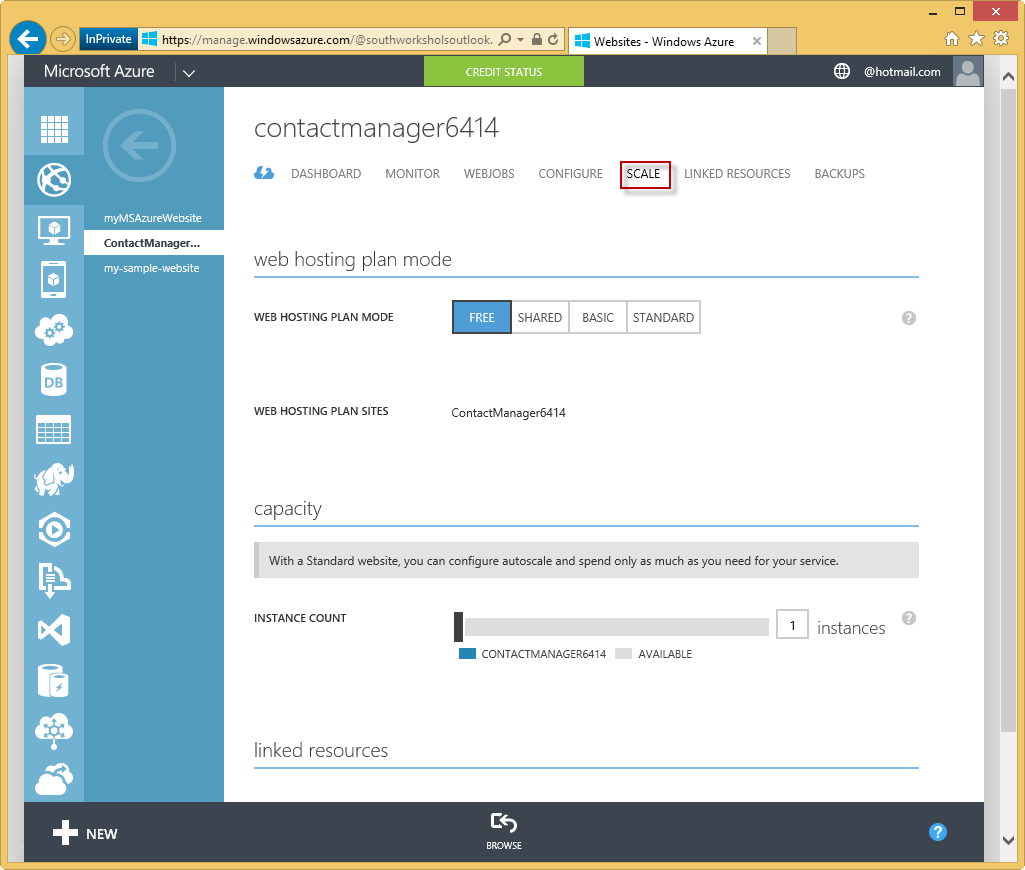 InPrivate https://manage.windowsazure.com/@southworksholsoutlook. Websites - Windows Azure
Microsoft Azure CREDIT STATUS @hotmail.com
contactmanager6414
DASHBOARD MONITOR WEBJOBS CONFIGURE SCALE LINKED RESOURCES BACKUPS
myMSAzureWebsite
ContactManager...
my-sample-website
web hosting plan mode
WEB HOSTING PLAN MODE FREE SHARED BASIC STANDARD ?
WEB HOSTING PLAN SITES ContactManager6414
DB
capacity
With a Standard website, you can configure autoscale and spend only as much as you need for your service.
INSTANCE COUNT 1 instances ?
CONTACTMANAGER6414 AVAILABLE
linked resources
NEW BROWSE ?